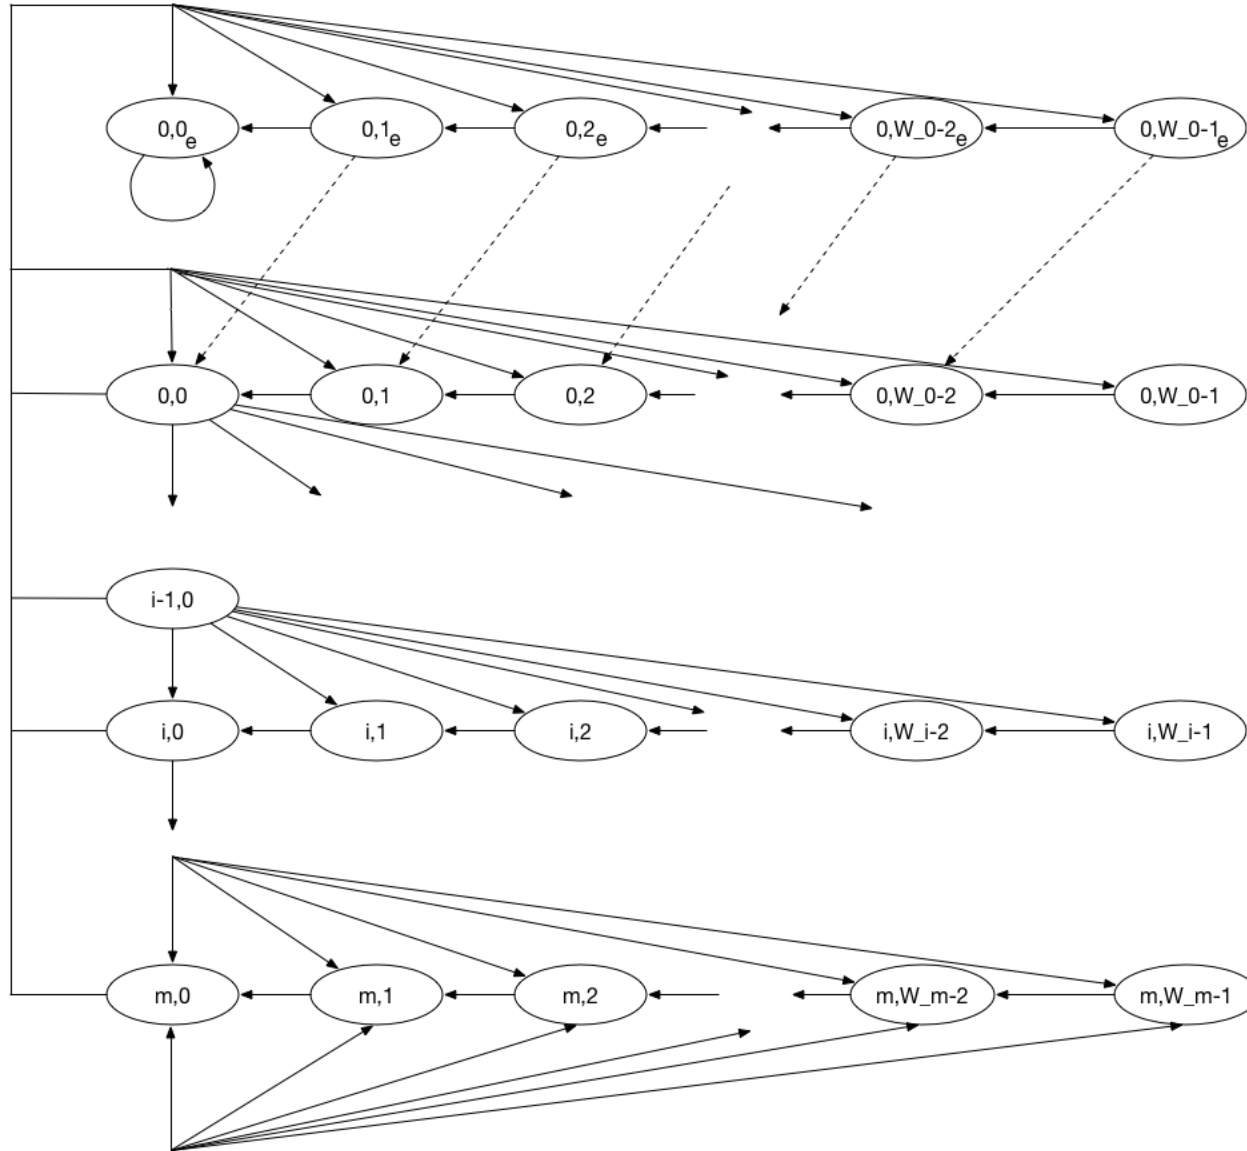 0,0e 0,1e 0,2e 0,W_0-2e 0,W_0-1e
0,0 0,1 0,2 0,W_0-2 0,W_0-1
i-1,0
i,0 i,1 i,2 i,W_i-2 i,W_i-1
m,0 m,1 m,2 m,W_m-2 m,W_m-1